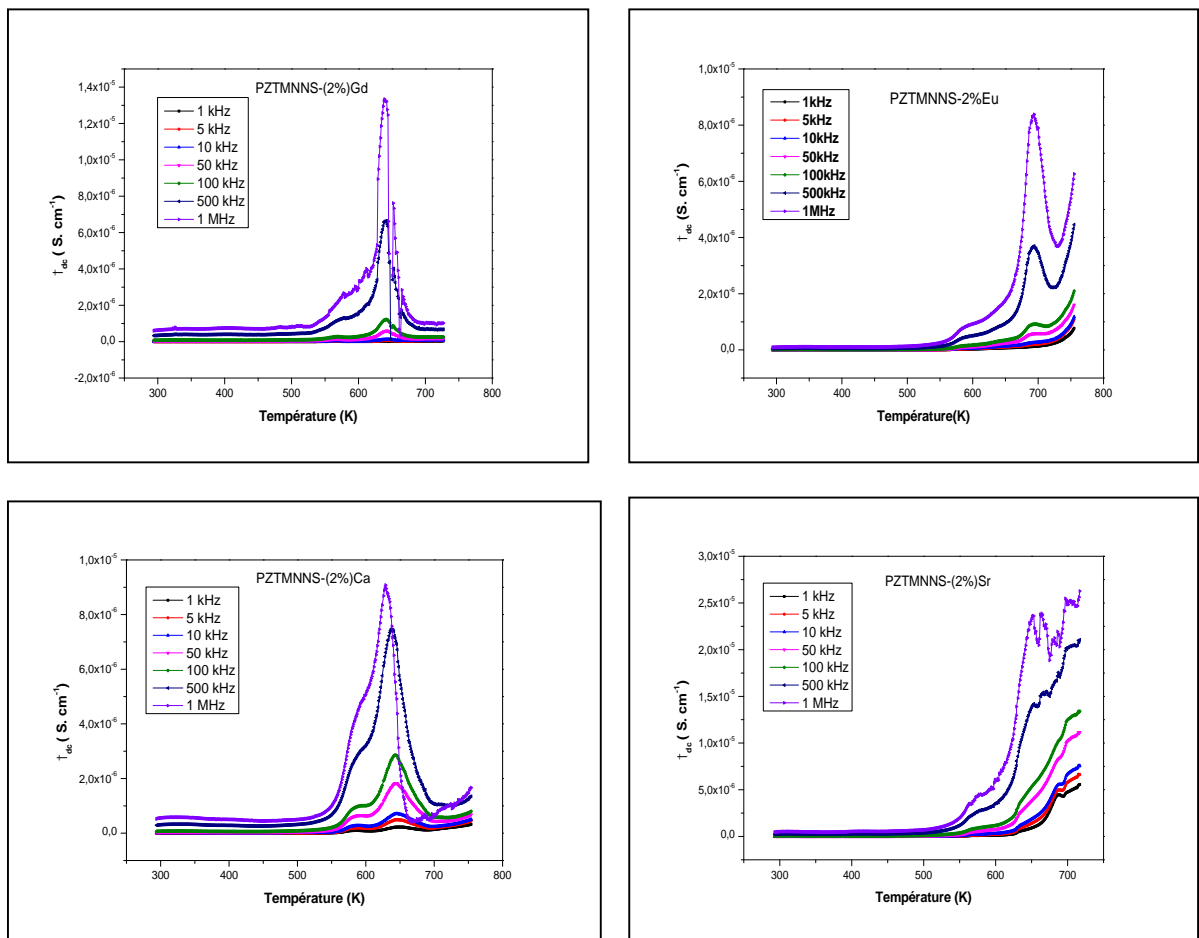 PZTMNNS-(2%)Gd
1 kHz
5 kHz
10 kHz
50 kHz
100 kHz
500 kHz
1 MHz
1,4x10⁻⁵
1,2x10⁻⁵
1,0x10⁻⁵
8,0x10⁻⁶
6,0x10⁻⁶
4,0x10⁻⁶
2,0x10⁻⁶
0,0
-2,0x10⁻⁶
†dc ( S. cm⁻¹)
300 400 500 600 700 800
Température (K)
PZTMNNS-2%Eu
1kHz
5kHz
10kHz
50kHz
100kHz
500kHz
1MHz
1,0x10⁻⁵
8,0x10⁻⁶
6,0x10⁻⁶
4,0x10⁻⁶
2,0x10⁻⁶
0,0
†dc ( S. cm⁻¹)
300 400 500 600 700 800
Température(K)
PZTMNNS-(2%)Ca
1 kHz
5 kHz
10 kHz
50 kHz
100 kHz
500 kHz
1 MHz
1,0x10⁻⁵
8,0x10⁻⁶
6,0x10⁻⁶
4,0x10⁻⁶
2,0x10⁻⁶
0,0
†dc ( S. cm⁻¹)
300 400 500 600 700 800
Température (K)
PZTMNNS-(2%)Sr
1 kHz
5 kHz
10 kHz
50 kHz
100 kHz
500 kHz
1 MHz
3,0x10⁻⁵
2,5x10⁻⁵
2,0x10⁻⁵
1,5x10⁻⁵
1,0x10⁻⁵
5,0x10⁻⁶
0,0
†dc ( S. cm⁻¹)
300 400 500 600 700
Température (K)